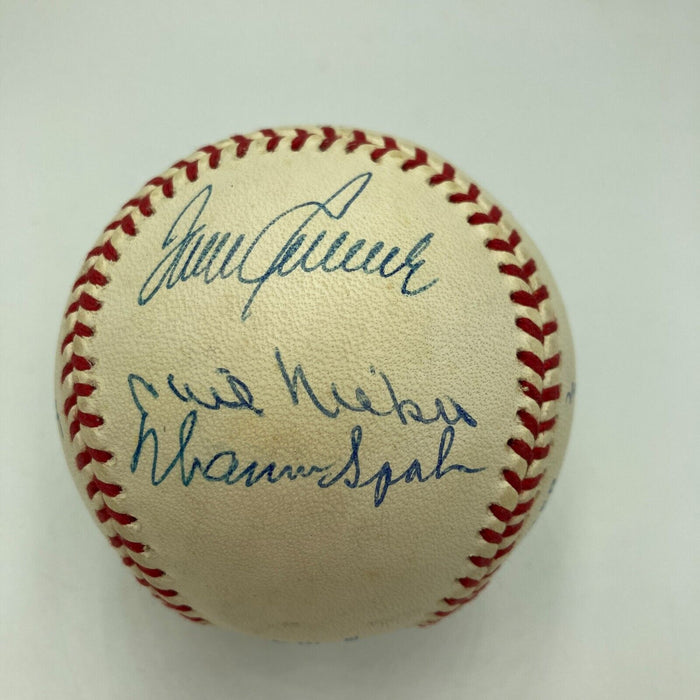 Tom Seaver
Phil Niekro
Warren Spahn